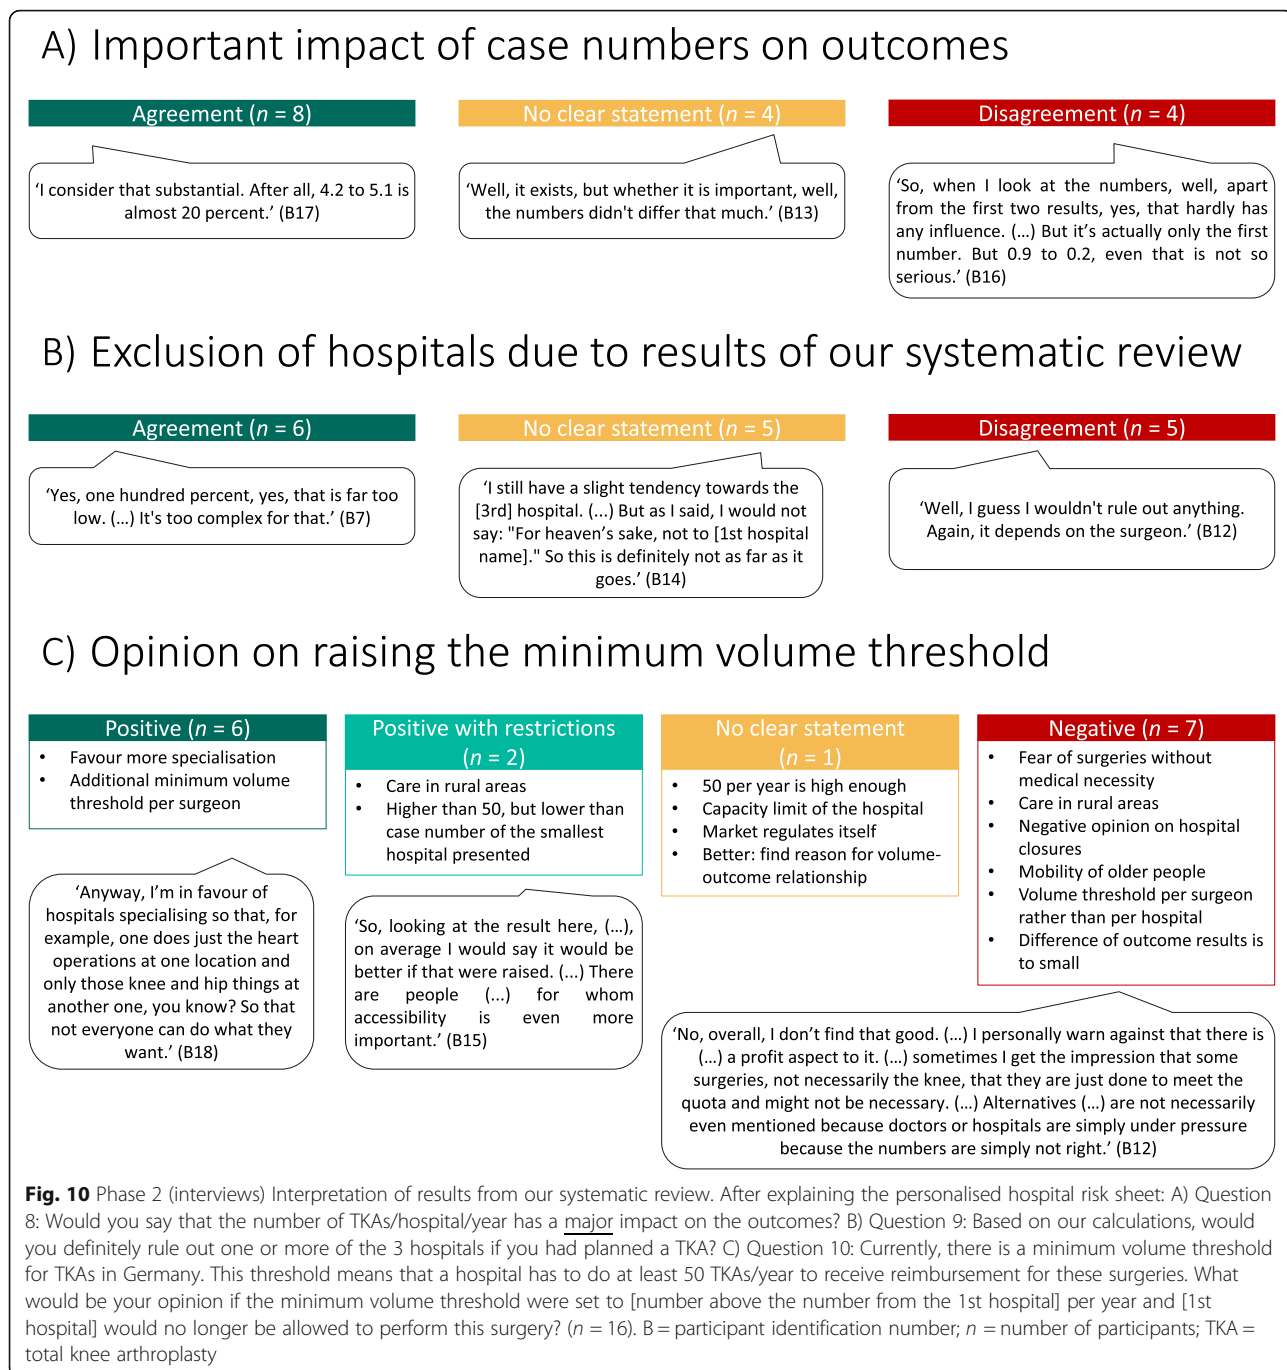 A) Important impact of case numbers on outcomes
Agreement (n = 8)
‘I consider that substantial. After all, 4.2 to 5.1 is
almost 20 percent.’ (B17)
No clear statement (n = 4)
‘Well, it exists, but whether it is important, well,
the numbers didn't differ that much.’ (B13)
Disagreement (n = 4)
‘So, when I look at the numbers, well, apart
from the first two results, yes, that hardly has
any influence. (…) But it’s actually only the first
number. But 0.9 to 0.2, even that is not so
serious.’ (B16)
B) Exclusion of hospitals due to results of our systematic review
Agreement (n = 6)
‘Yes, one hundred percent, yes, that is far too
low. (…) It's too complex for that.’ (B7)
No clear statement (n = 5)
‘I still have a slight tendency towards the
[3rd] hospital. (...) But as I said, I would not
say: "For heaven’s sake, not to [1st hospital
name]." So this is definitely not as far as it
goes.’ (B14)
Disagreement (n = 5)
‘Well, I guess I wouldn't rule out anything.
Again, it depends on the surgeon.’ (B12)
C) Opinion on raising the minimum volume threshold
Positive (n = 6)
• Favour more specialisation
• Additional minimum volume
threshold per surgeon
‘Anyway, I’m in favour of
hospitals specialising so that, for
example, one does just the heart
operations at one location and
only those knee and hip things at
another one, you know? So that
not everyone can do what they
want.’ (B18)
Positive with restrictions
(n = 2)
• Care in rural areas
• Higher than 50, but lower than
case number of the smallest
hospital presented
‘So, looking at the result here, (…),
on average I would say it would be
better if that were raised. (...) There
are people (...) for whom
accessibility is even more
important.’ (B15)
No clear statement
(n = 1)
• 50 per year is high enough
• Capacity limit of the hospital
• Market regulates itself
• Better: find reason for volume-
outcome relationship
Negative (n = 7)
• Fear of surgeries without
medical necessity
• Care in rural areas
• Negative opinion on hospital
closures
• Mobility of older people
• Volume threshold per surgeon
rather than per hospital
• Difference of outcome results is
to small
‘No, overall, I don’t find that good. (…) I personally warn against that there is
(…) a profit aspect to it. (…) sometimes I get the impression that some
surgeries, not necessarily the knee, that they are just done to meet the
quota and might not be necessary. (…) Alternatives (…) are not necessarily
even mentioned because doctors or hospitals are simply under pressure
because the numbers are simply not right.’ (B12)
Fig. 10 Phase 2 (interviews) Interpretation of results from our systematic review. After explaining the personalised hospital risk sheet: A) Question
8: Would you say that the number of TKAs/hospital/year has a major impact on the outcomes? B) Question 9: Based on our calculations, would
you definitely rule out one or more of the 3 hospitals if you had planned a TKA? C) Question 10: Currently, there is a minimum volume threshold
for TKAs in Germany. This threshold means that a hospital has to do at least 50 TKAs/year to receive reimbursement for these surgeries. What
would be your opinion if the minimum volume threshold were set to [number above the number from the 1st hospital] per year and [1st
hospital] would no longer be allowed to perform this surgery? (n = 16). B = participant identification number; n = number of participants; TKA =
total knee arthroplasty